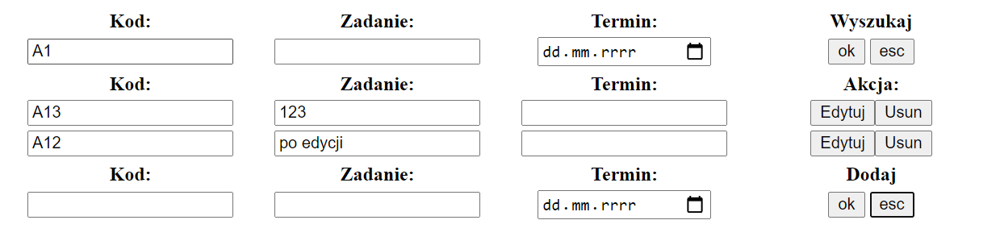 Kod: Zadanie: Termin: Wyszukaj
A1 dd.mm.rrrr ok esc
Kod: Zadanie: Termin: Akcja:
A13 123 Edytuj Usun
A12 po edycji Edytuj Usun
Kod: Zadanie: Termin: Dodaj
dd.mm.rrrr ok esc